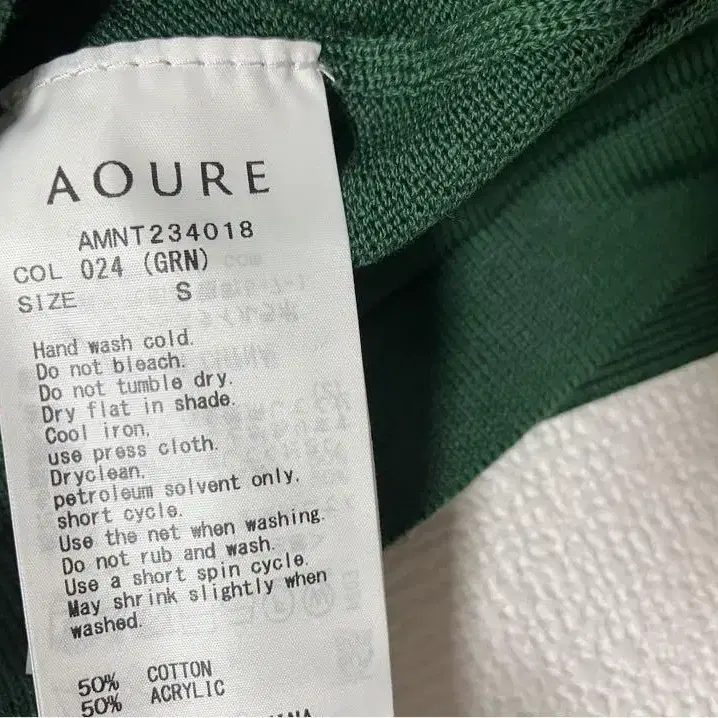 AOURE
AMNT234018
COL 024 (GRN)
SIZE S
Hand wash cold.
Do not bleach.
Do not tumble dry.
Dry flat in shade.
Cool iron,
use press cloth.
Dryclean,
petroleum solvent only,
short cycle.
Use the net when washing.
Do not rub and wash.
Use a short spin cycle.
May shrink slightly when
washed.
50% COTTON
50% ACRYLIC